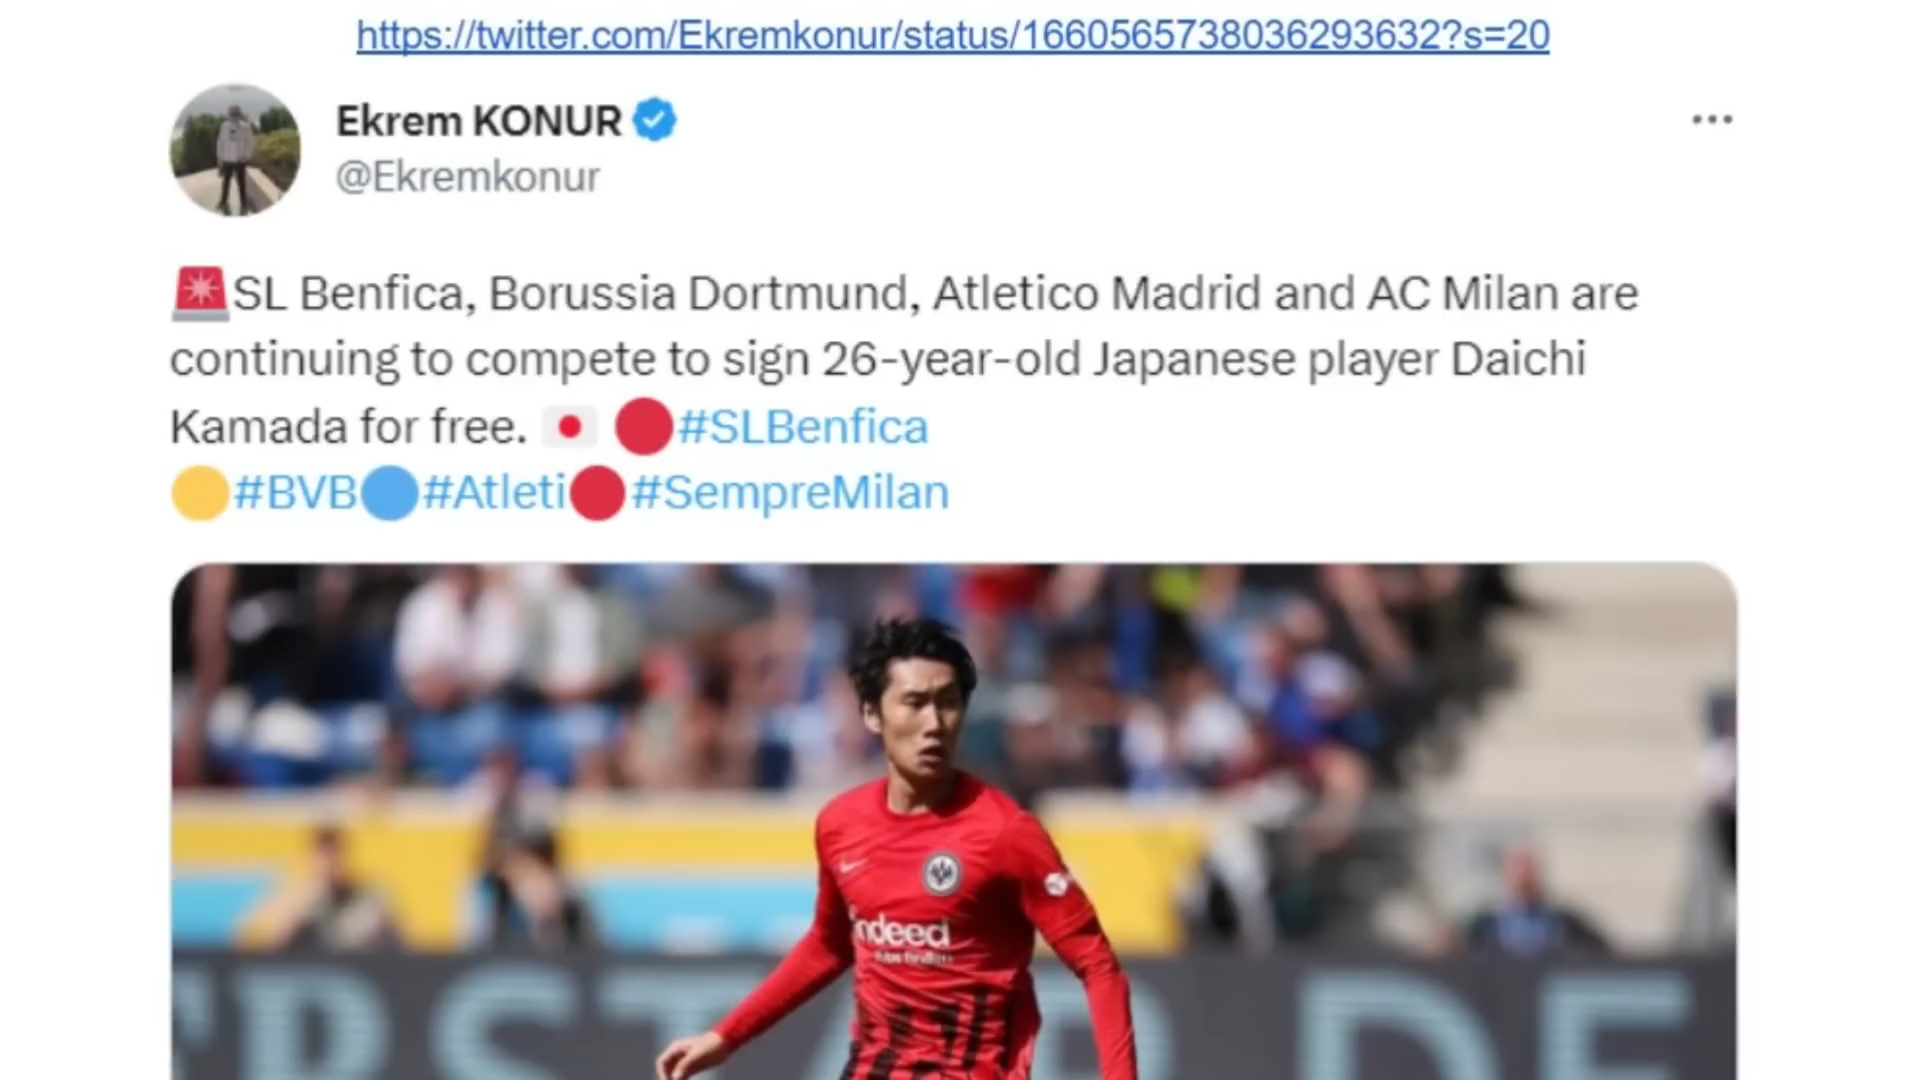 https://twitter.com/Ekremkonur/status/1660565738036293632?s=20
Ekrem KONUR
@Ekremkonur
SL Benfica, Borussia Dortmund, Atletico Madrid and AC Milan are
continuing to compete to sign 26-year-old Japanese player Daichi
Kamada for free. #SLBenfica
#BVB #Atleti #SempreMilan
indeed